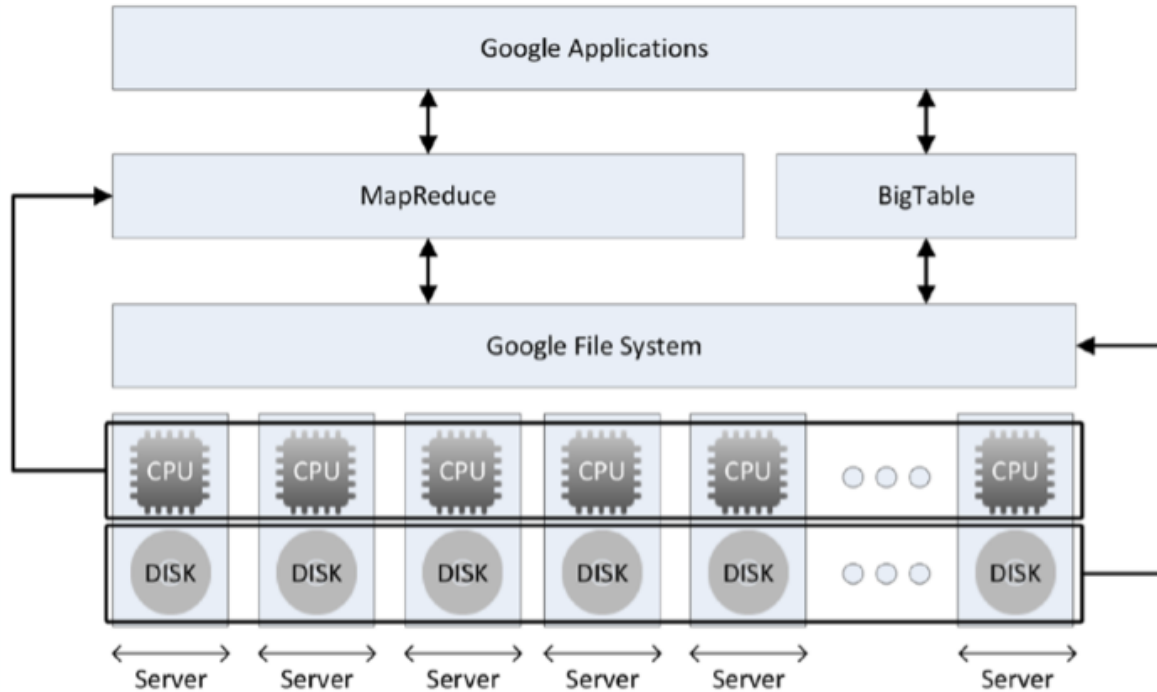 Google Applications
MapReduce BigTable
Google File System
CPU CPU CPU CPU CPU CPU
DISK DISK DISK DISK DISK DISK
Server Server Server Server Server Server